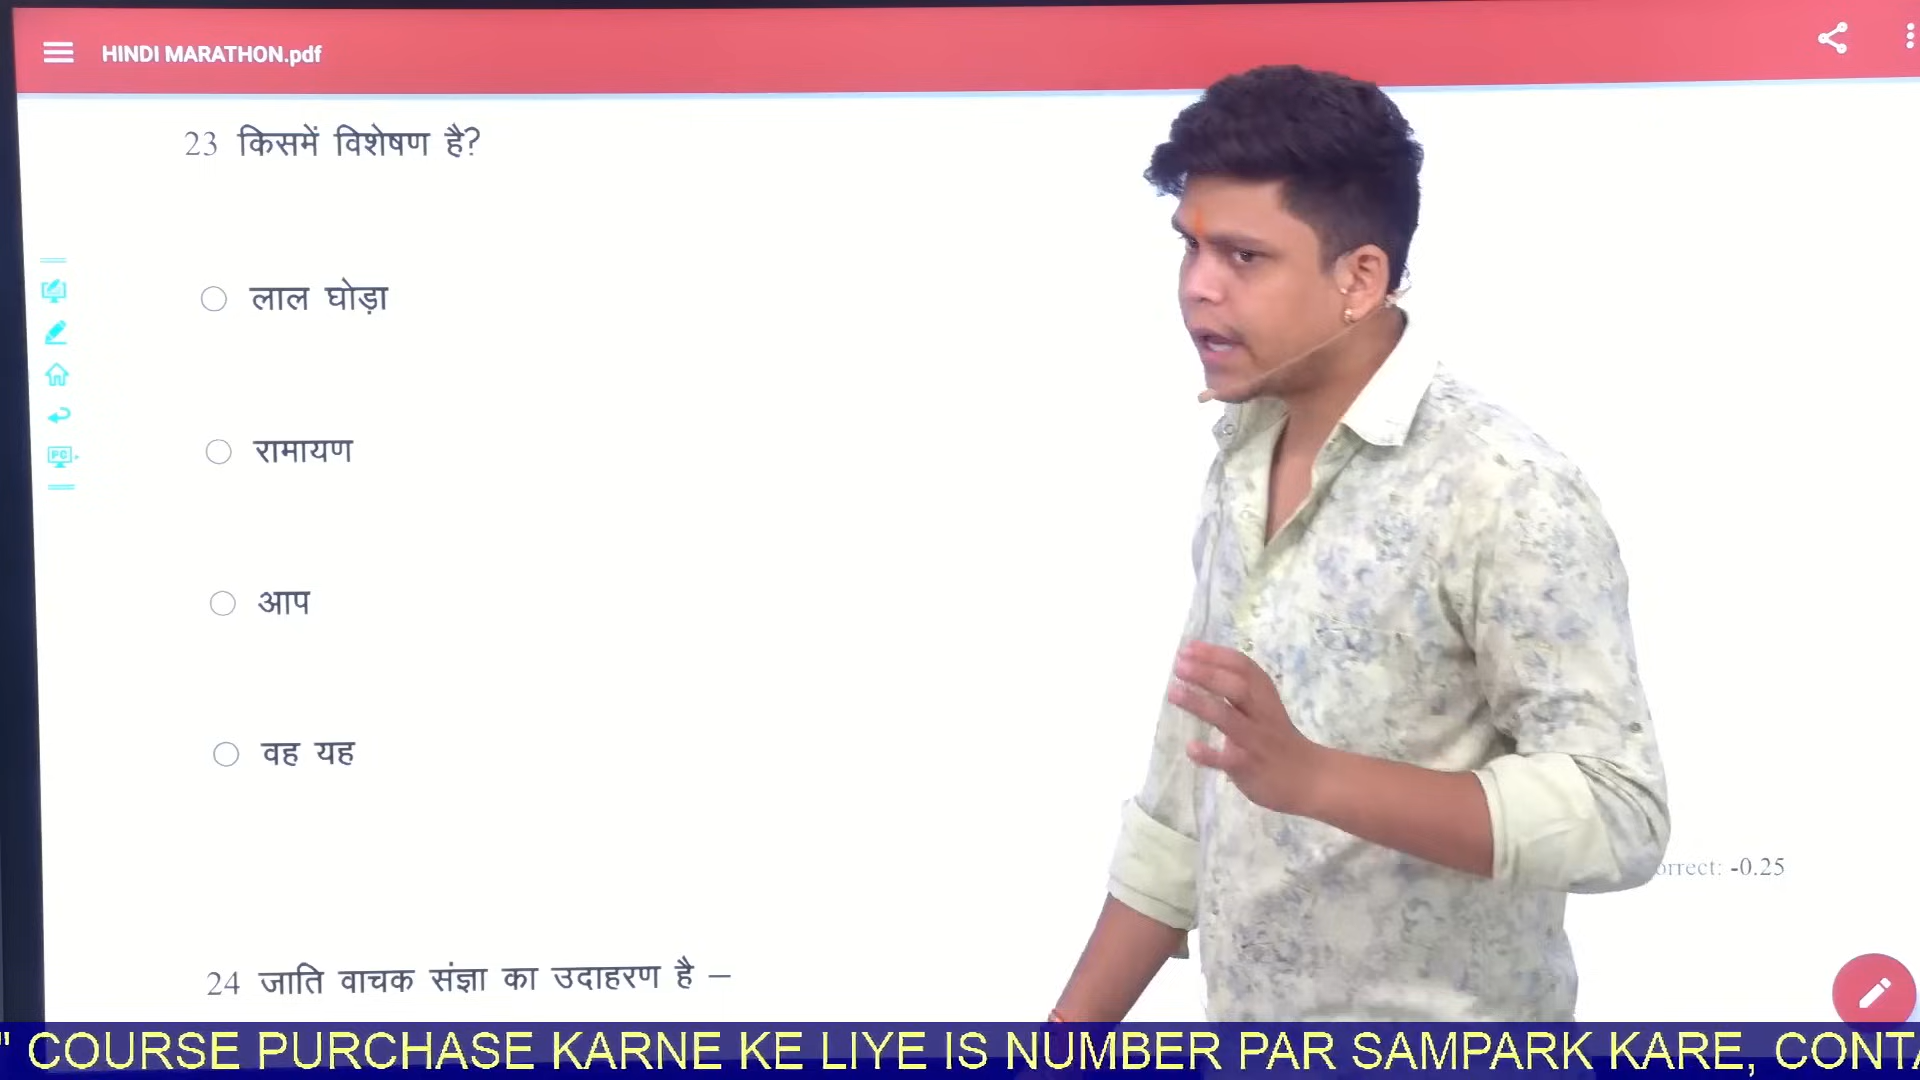 HINDI MARATHON.pdf
23 किसमें विशेषण है?
लाल घोड़ा
रामायण
आप
वह यह
orrect: -0.25
24 जाति वाचक संज्ञा का उदाहरण है –
" COURSE PURCHASE KARNE KE LIYE IS NUMBER PAR SAMPARK KARE, CONTA